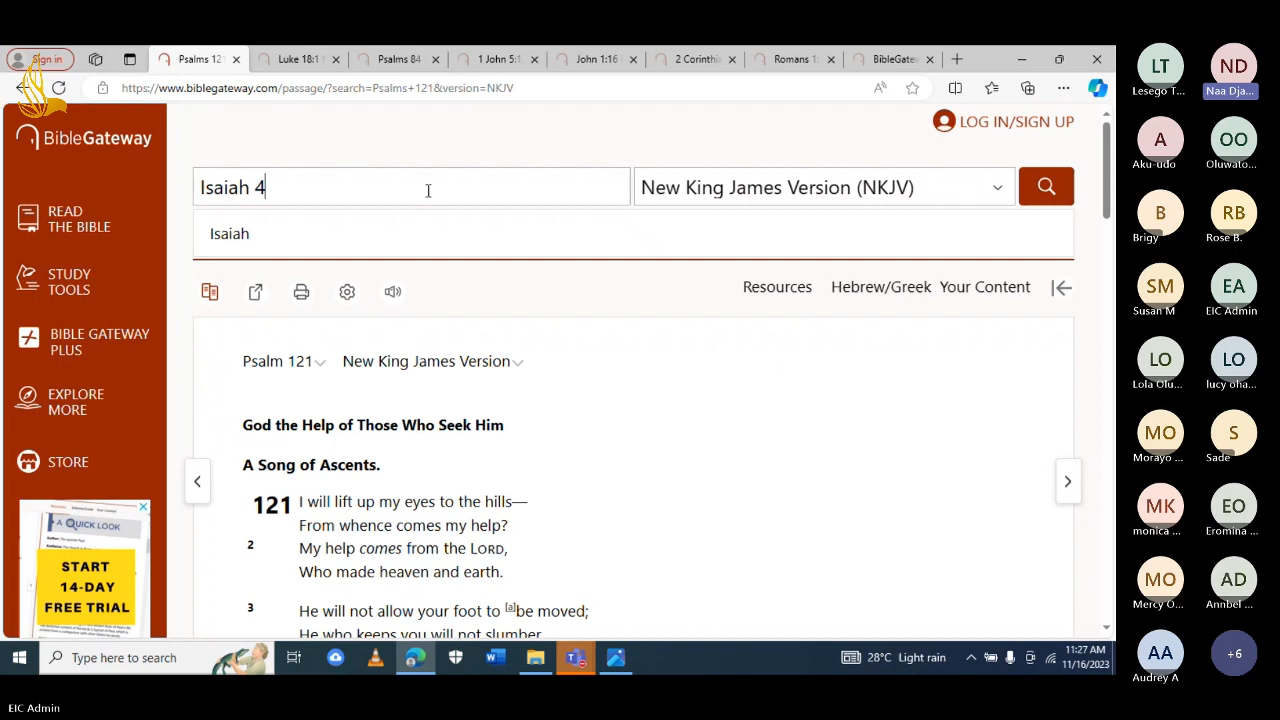 Sign in
Psalms 121
Luke 18:1
Psalms 84
1 John 5:1
John 1:16
2 Corinthi
Romans 1
BibleGate
https://www.biblegateway.com/passage/?search=Psalms+121&version=NKJV
BibleGateway
LOG IN/SIGN UP
Isaiah 4
New King James Version (NKJV)
Isaiah
READ
THE BIBLE
STUDY
TOOLS
BIBLE GATEWAY
PLUS
EXPLORE
MORE
STORE
Resources
Hebrew/Greek
Your Content
Psalm 121
New King James Version
God the Help of Those Who Seek Him
A Song of Ascents.
121 I will lift up my eyes to the hills—
From whence comes my help?
2 My help comes from the LORD,
Who made heaven and earth.
3 He will not allow your foot to [a]be moved;
He who keeps you will not slumber
A QUICK LOOK
START
14-DAY
FREE TRIAL
Type here to search
28°C Light rain
11:27 AM
11/16/2023
EIC Admin
LT
Lesego T...
ND
Naa Dja...
A
Aku-udo
OO
Oluwato...
B
Brigy
RB
Rose B.
SM
Susan M
EA
EIC Admin
LO
Lola Olu...
LO
lucy oha...
MO
Morayo ...
S
Sade
MK
monica ...
EO
Eromina ...
MO
Mercy O...
AD
Annbel ...
AA
Audrey A
+6